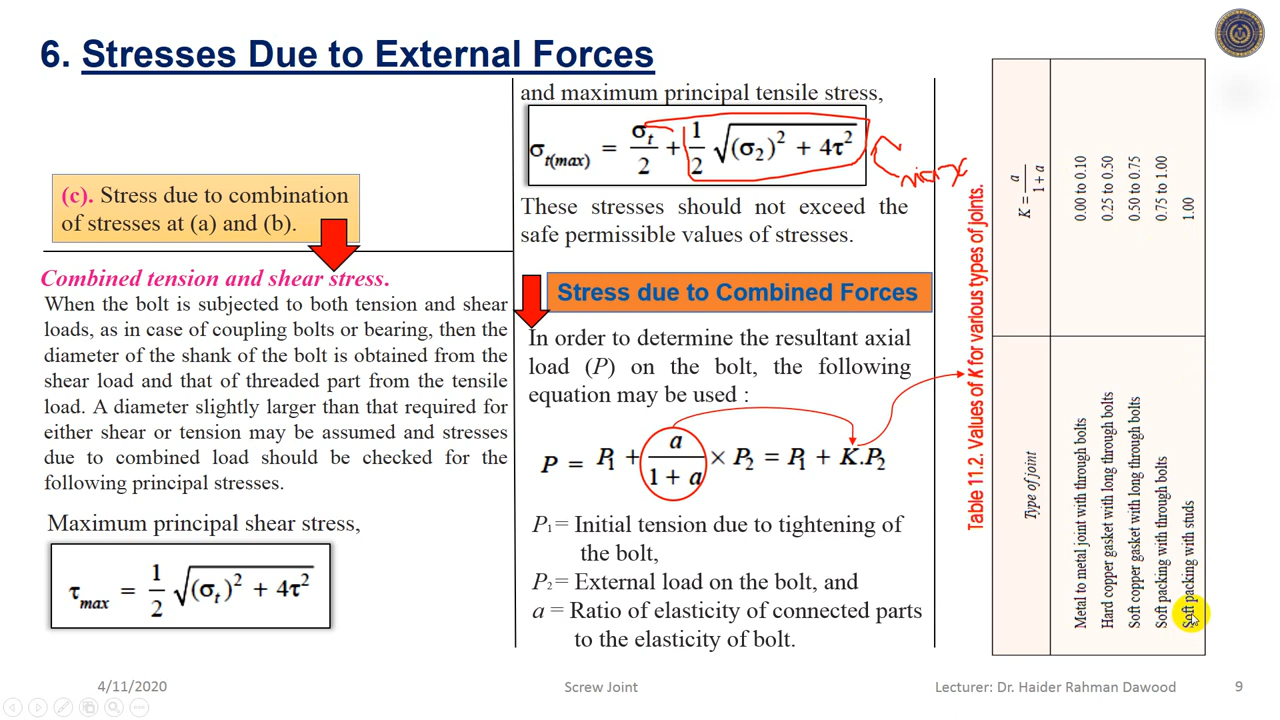 6. Stresses Due to External Forces
(c). Stress due to combination
of stresses at (a) and (b).
Combined tension and shear stress.
When the bolt is subjected to both tension and shear
loads, as in case of coupling bolts or bearing, then the
diameter of the shank of the bolt is obtained from the
shear load and that of threaded part from the tensile
load. A diameter slightly larger than that required for
either shear or tension may be assumed and stresses
due to combined load should be checked for the
following principal stresses.
Maximum principal shear stress,
τmax = 1/2 √(σt)² + 4τ²
and maximum principal tensile stress,
σt(max) = σt/2 + 1/2 √(σ2)² + 4τ²
These stresses should not exceed the
safe permissible values of stresses.
Stress due to Combined Forces
In order to determine the resultant axial
load (P) on the bolt, the following
equation may be used :
P = P1 + a/1 + a × P2 = P1 + K.P2
P1= Initial tension due to tightening of
the bolt,
P2= External load on the bolt, and
a = Ratio of elasticity of connected parts
to the elasticity of bolt.
Table 11.2. Values of K for various types of joints.
Type of joint K = a/1 + a
Metal to metal joint with through bolts 0.00 to 0.10
Hard copper gasket with long through bolts 0.25 to 0.50
Soft copper gasket with long through bolts 0.50 to 0.75
Soft packing with through bolts 0.75 to 1.00
Soft packing with studs 1.00
4/11/2020
Screw Joint
Lecturer: Dr. Haider Rahman Dawood
9